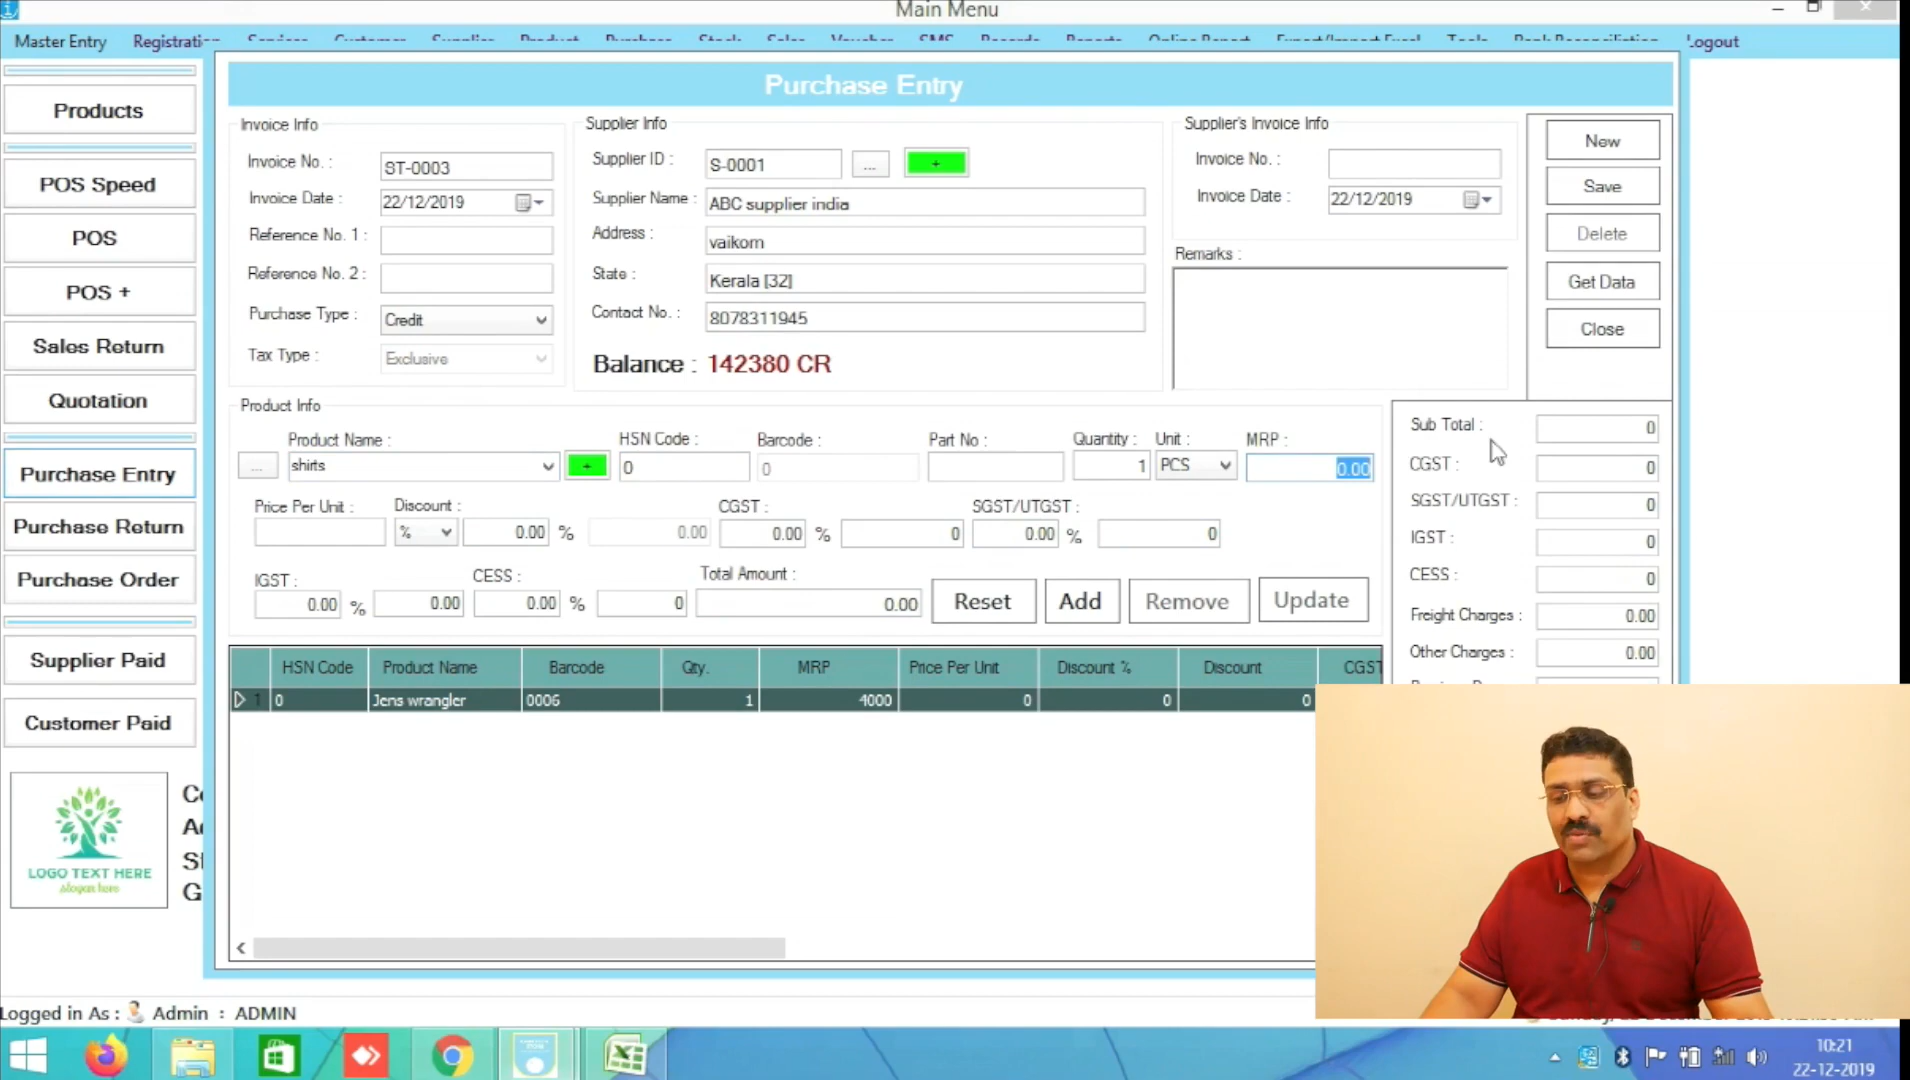 Main Menu
Master Entry
Logout
Products
POS Speed
POS
POS +
Sales Return
Quotation
Purchase Entry
Purchase Return
Purchase Order
Supplier Paid
Customer Paid
LOGO TEXT HERE
slogan here
Purchase Entry
Invoice Info
Invoice No. : ST-0003
Invoice Date : 22/12/2019
Reference No. 1 :
Reference No. 2 :
Purchase Type : Credit
Tax Type : Exclusive
Supplier Info
Supplier ID : S-0001 ... +
Supplier Name : ABC supplier india
Address : vaikom
State : Kerala [32]
Contact No. : 8078311945
Balance : 142380 CR
Supplier's Invoice Info
Invoice No. :
Invoice Date : 22/12/2019
Remarks :
New
Save
Delete
Get Data
Close
Product Info
Product Name : HSN Code : Barcode : Part No : Quantity : Unit : MRP :
... shirts + 0 0 1 PCS 0.00
Price Per Unit : Discount : CGST : SGST/UTGST :
% 0.00 % 0.00 0.00 % 0 0.00 % 0
IGST : CESS : Total Amount :
0.00 % 0.00 0.00 % 0 0.00 Reset Add Remove Update
HSN Code Product Name Barcode Qty. MRP Price Per Unit Discount % Discount CGST
1 0 Jens wrangler 0006 1 4000 0 0 0
Sub Total : 0
CGST : 0
SGST/UTGST : 0
IGST : 0
CESS : 0
Freight Charges : 0.00
Other Charges : 0.00
Logged in As : Admin : ADMIN
10:21
22-12-2019